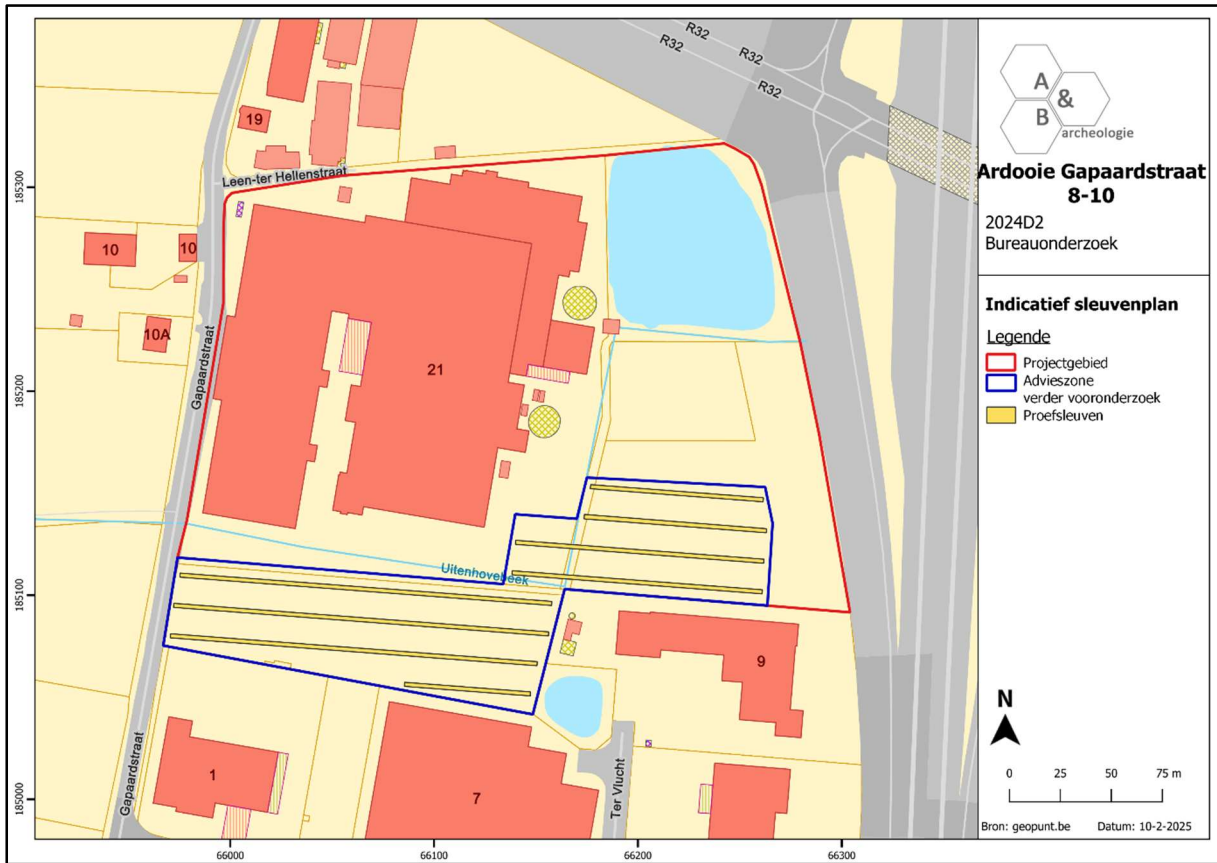 R32
R32
R32
R32
19
Leen-ter Hellenstraat
10
10
10A
Gapaardstraat
21
Uitenhovebeek
9
1
7
Gapaardstraat
Ter Vlucht
185300
185200
185100
185000
66000
66100
66200
66300
A
&
B
archeologie
Ardooie Gapaardstraat
8-10
2024D2
Bureauonderzoek
Indicatief sleuvenplan
Legende
Projectgebied
Advieszone
verder vooronderzoek
Proefsleuven
N
0 25 50 75 m
Bron: geopunt.be Datum: 10-2-2025